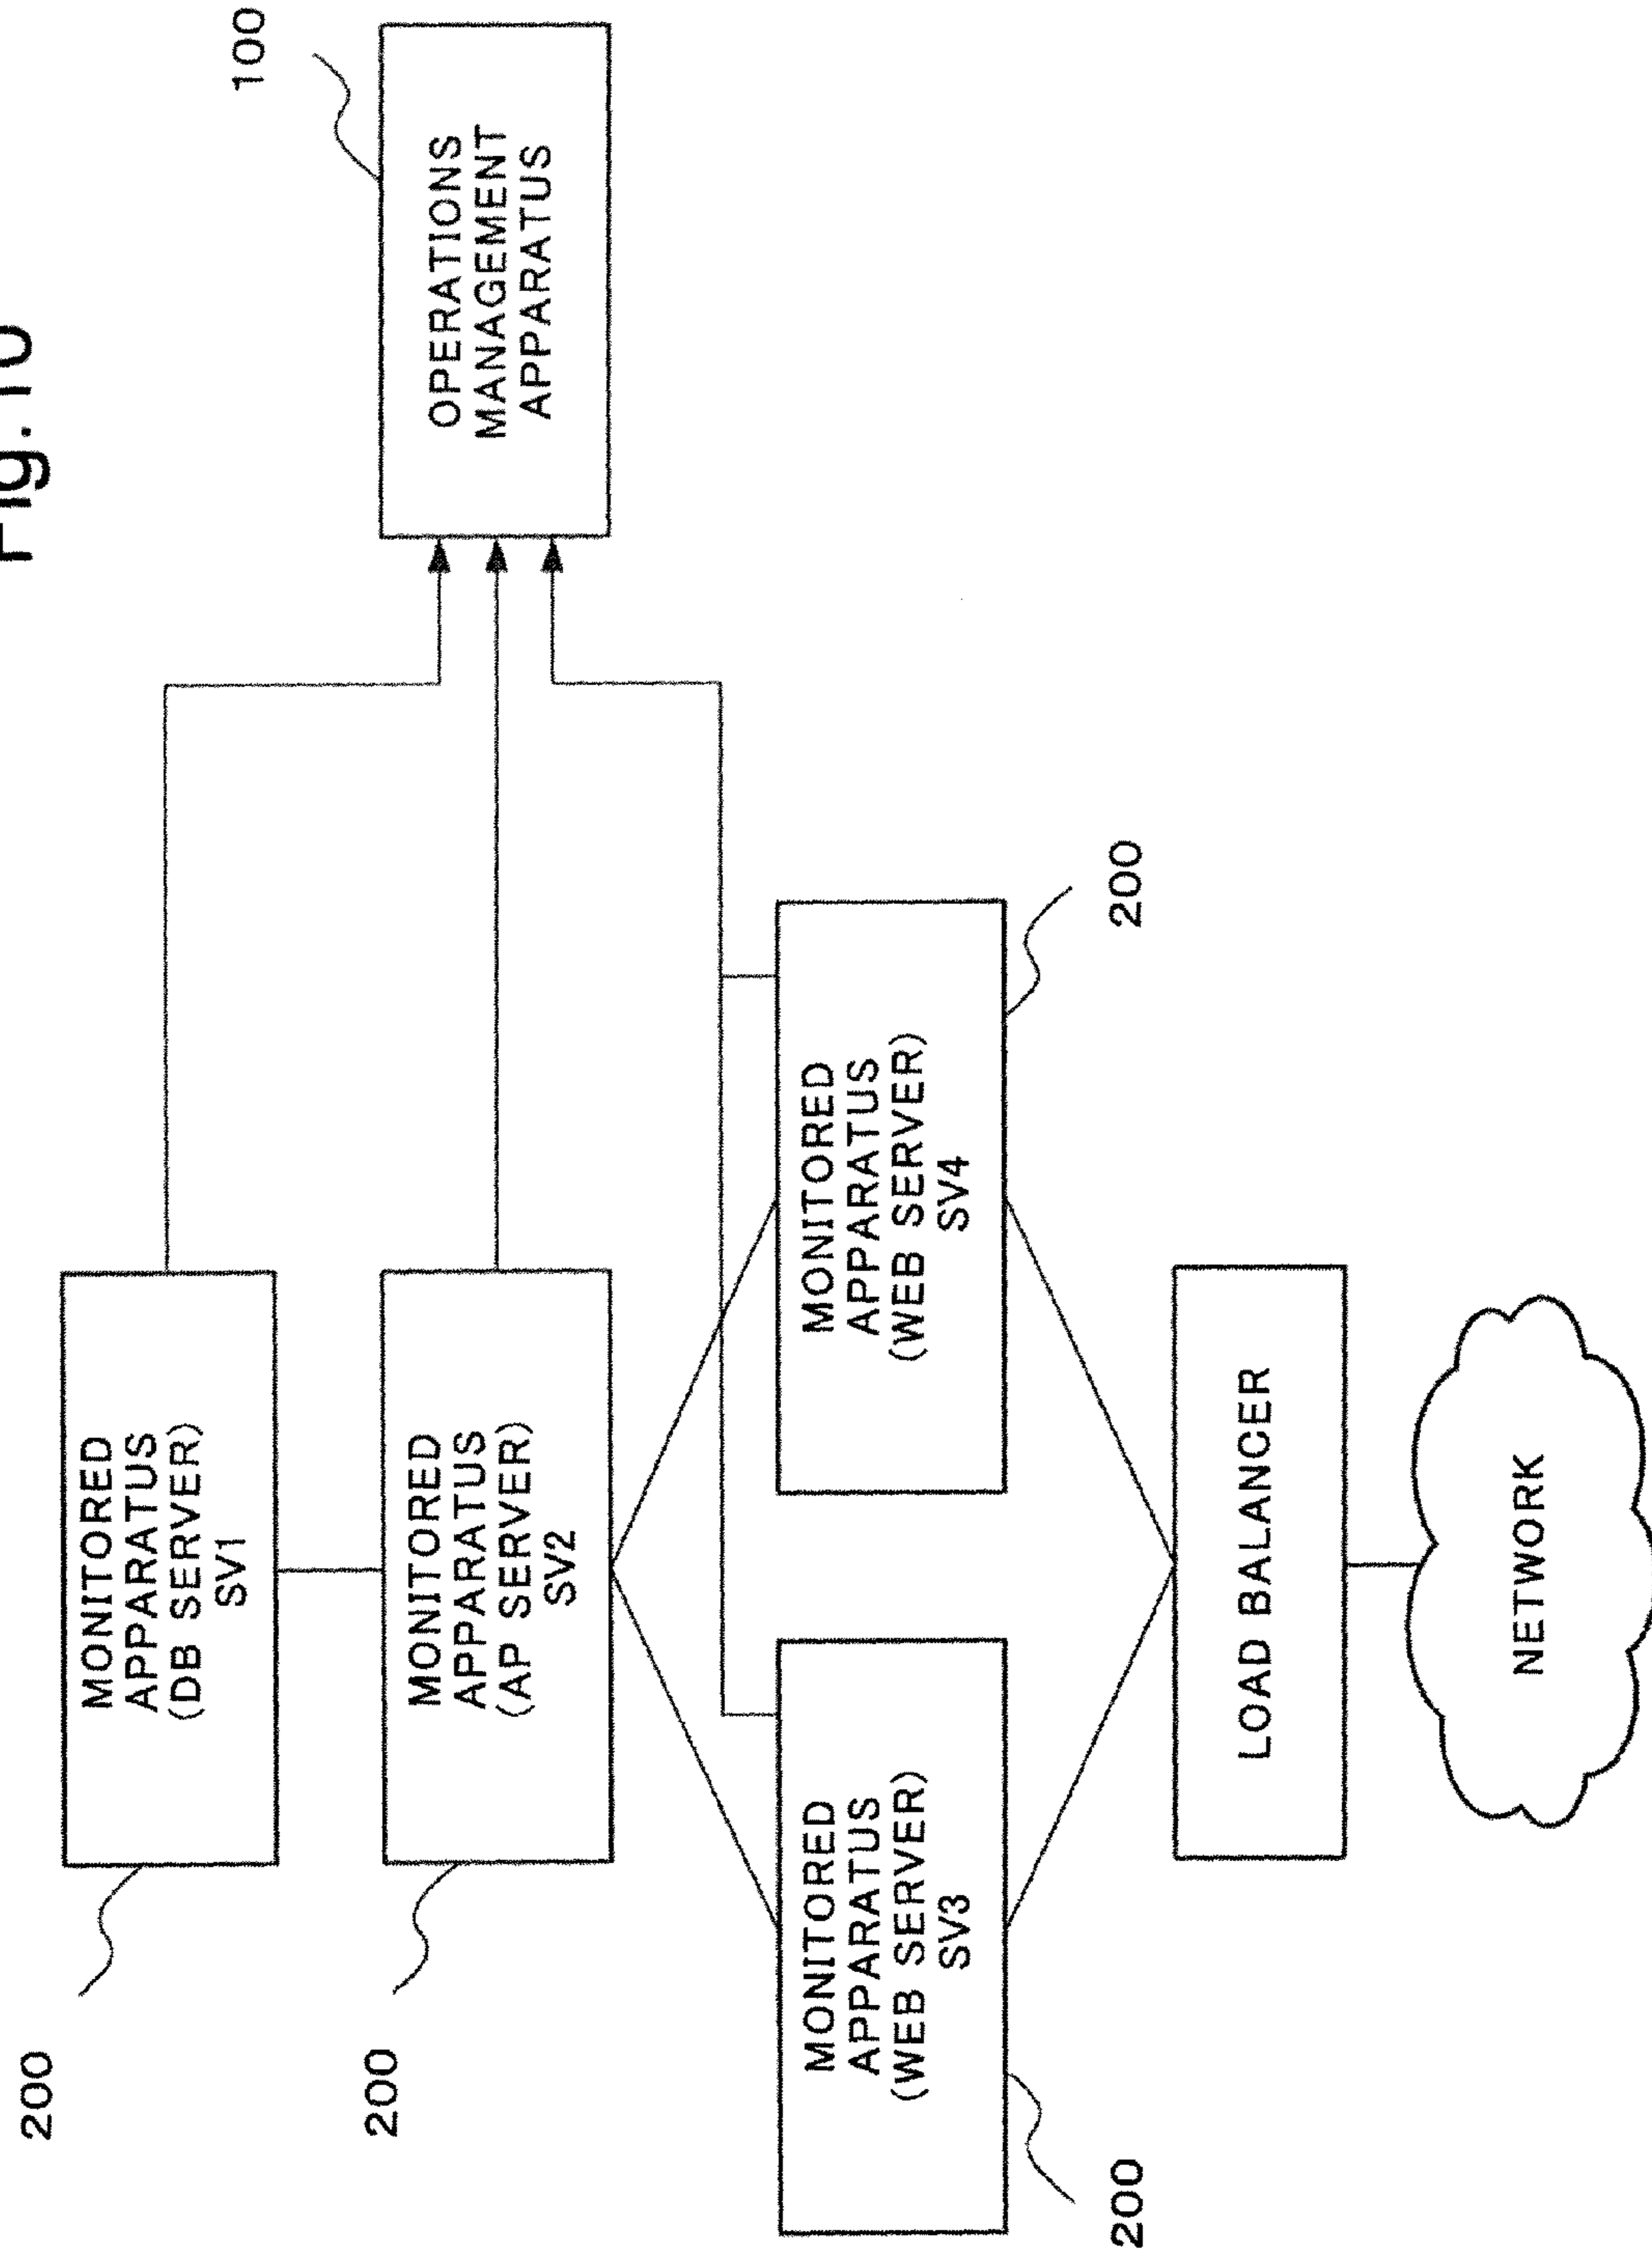 Fig.10
100
OPERATIONS
MANAGEMENT
APPARATUS
200
MONITORED
APPARATUS
(DB SERVER)
SV1
200
MONITORED
APPARATUS
(AP SERVER)
SV2
MONITORED
APPARATUS
(WEB SERVER)
SV3
200
MONITORED
APPARATUS
(WEB SERVER)
SV4
200
LOAD BALANCER
NETWORK